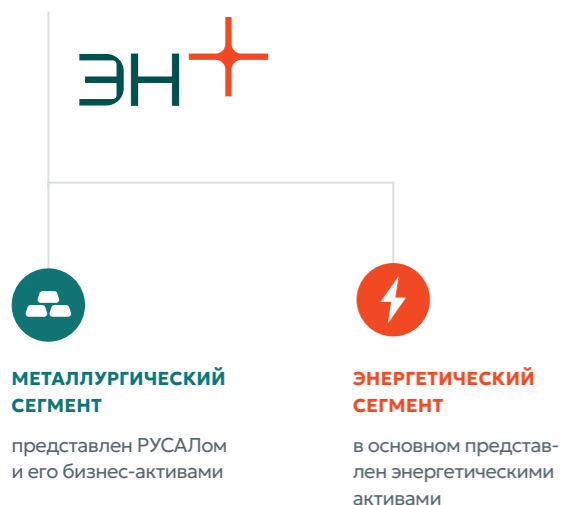 ЭН+
МЕТАЛЛУРГИЧЕСКИЙ
СЕГМЕНТ
представлен РУСАЛом
и его бизнес-активами
ЭНЕРГЕТИЧЕСКИЙ
СЕГМЕНТ
в основном представ-
лен энергетическими
активами